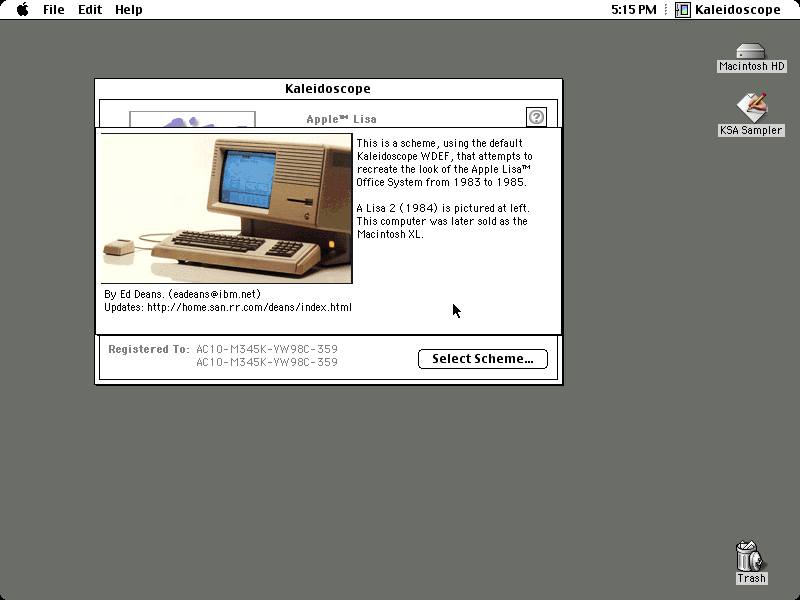 File Edit Help 5:15 PM Kaleidoscope
Macintosh HD
KSA Sampler
Kaleidoscope
Apple™ Lisa
This is a scheme, using the default
Kaleidoscope WDEF, that attempts to
recreate the look of the Apple Lisa™
Office System from 1983 to 1985.
A Lisa 2 (1984) is pictured at left.
This computer was later sold as the
Macintosh XL.
By Ed Deans. (eadeans@ibm.net)
Updates: http://home.san.rr.com/deans/index.html
Registered To: AC10-M345K-VW98C-359
AC10-M345K-VW98C-359
Select Scheme...
Trash